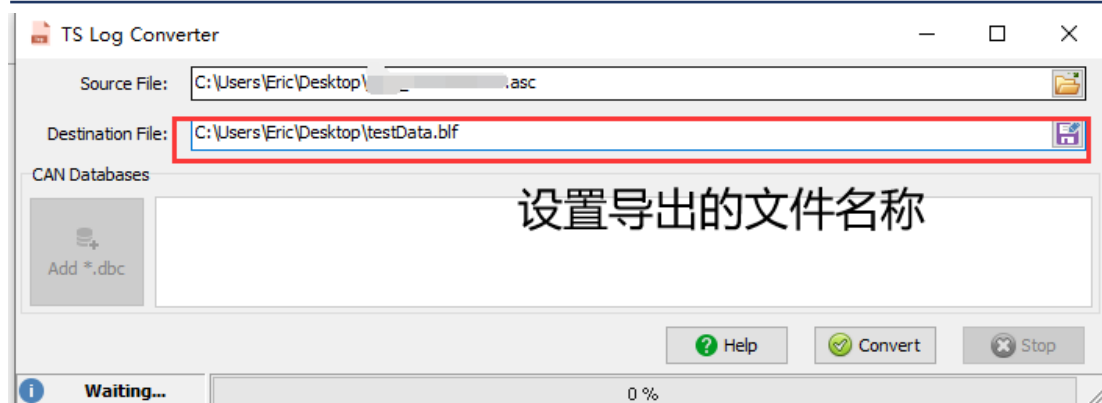 TS Log Converter
Source File: C:\Users\Eric\Desktop\ _ .asc
Destination File: C:\Users\Eric\Desktop\testData.blf
CAN Databases
设置导出的文件名称
Add *.dbc
Help Convert Stop
Waiting... 0 %